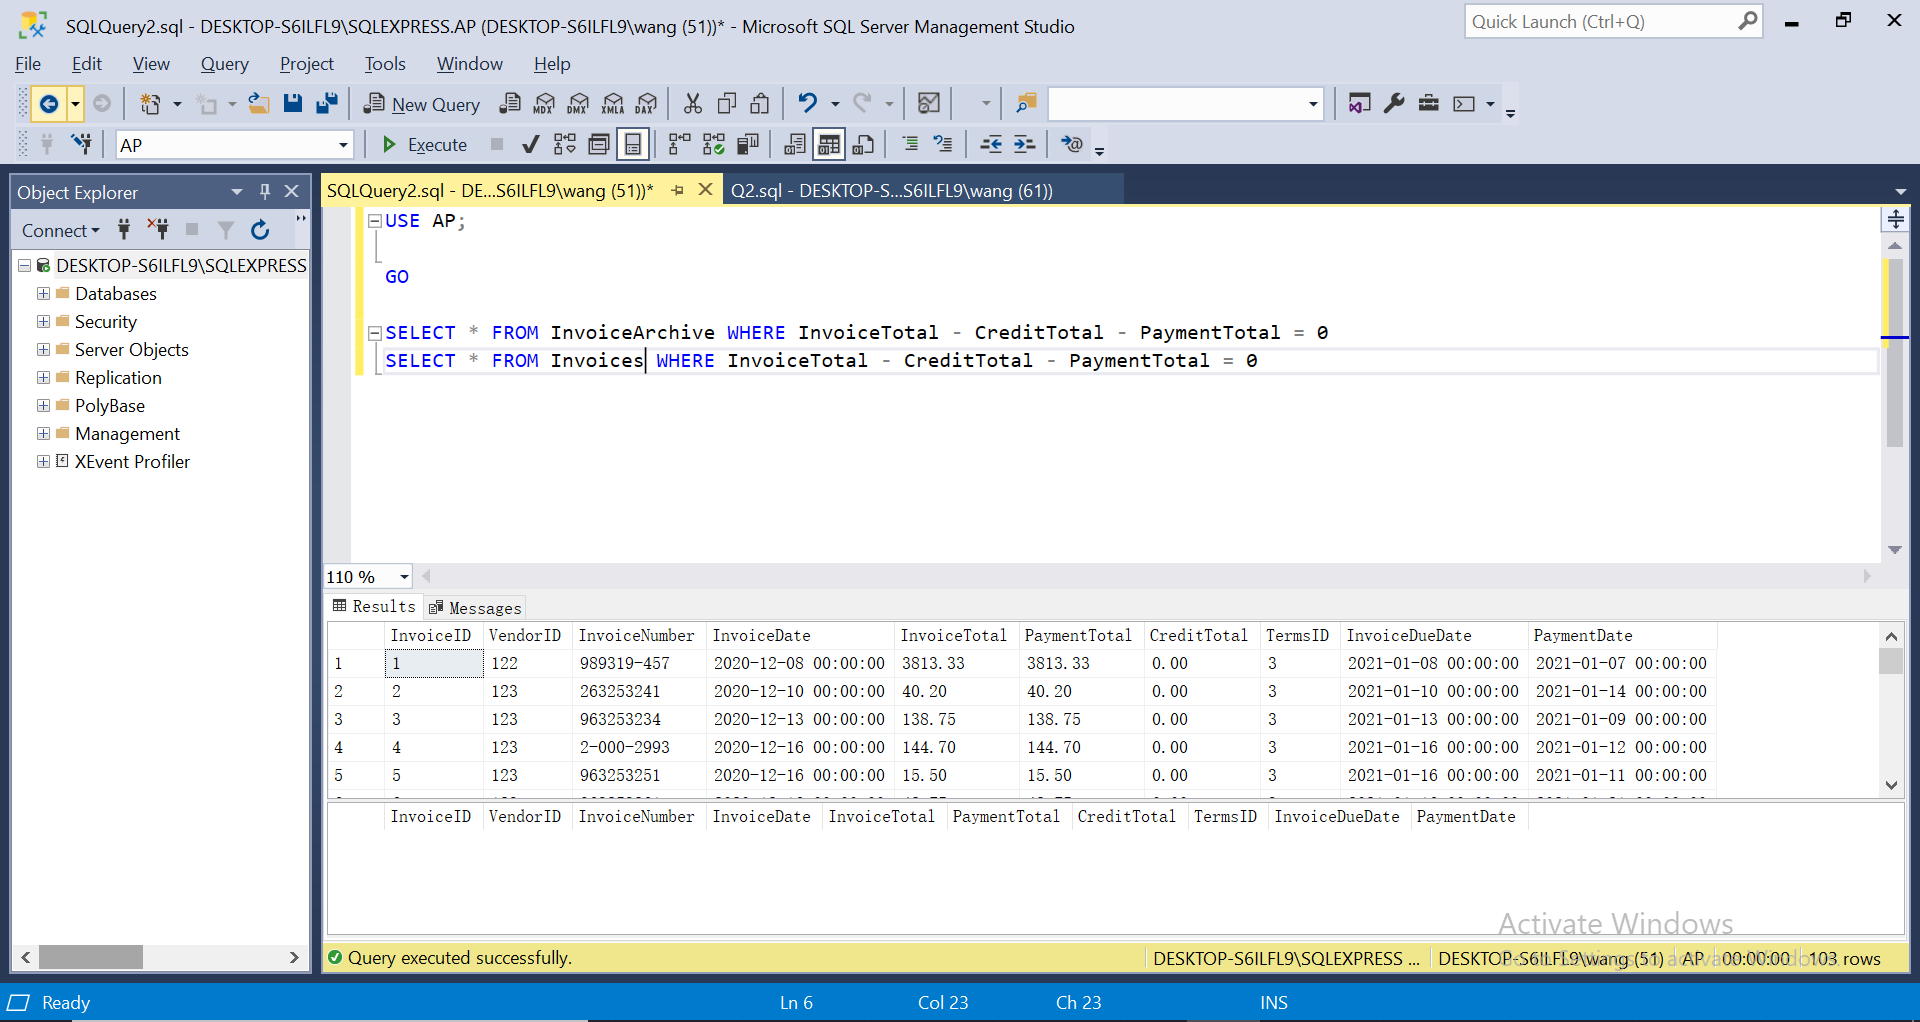 SQLQuery2.sql - DESKTOP-S6ILFL9\SQLEXPRESS.AP (DESKTOP-S6ILFL9\wang (51))* - Microsoft SQL Server Management Studio
Quick Launch (Ctrl+Q)
File Edit View Query Project Tools Window Help
New Query MDX DMX XMLA DAX
AP Execute
Object Explorer
SQLQuery2.sql - DE...S6ILFL9\wang (51))* Q2.sql - DESKTOP-S...S6ILFL9\wang (61))
Connect
DESKTOP-S6ILFL9\SQLEXPRESS
Databases
Security
Server Objects
Replication
PolyBase
Management
XEvent Profiler
USE AP;
GO
SELECT * FROM InvoiceArchive WHERE InvoiceTotal - CreditTotal - PaymentTotal = 0
SELECT * FROM Invoices WHERE InvoiceTotal - CreditTotal - PaymentTotal = 0
110 %
Results Messages
InvoiceID VendorID InvoiceNumber InvoiceDate InvoiceTotal PaymentTotal CreditTotal TermsID InvoiceDueDate PaymentDate
1 1 122 989319-457 2020-12-08 00:00:00 3813.33 3813.33 0.00 3 2021-01-08 00:00:00 2021-01-07 00:00:00
2 2 123 263253241 2020-12-10 00:00:00 40.20 40.20 0.00 3 2021-01-10 00:00:00 2021-01-14 00:00:00
3 3 123 963253234 2020-12-13 00:00:00 138.75 138.75 0.00 3 2021-01-13 00:00:00 2021-01-09 00:00:00
4 4 123 2-000-2993 2020-12-16 00:00:00 144.70 144.70 0.00 3 2021-01-16 00:00:00 2021-01-12 00:00:00
5 5 123 963253251 2020-12-16 00:00:00 15.50 15.50 0.00 3 2021-01-16 00:00:00 2021-01-11 00:00:00
InvoiceID VendorID InvoiceNumber InvoiceDate InvoiceTotal PaymentTotal CreditTotal TermsID InvoiceDueDate PaymentDate
Activate Windows
Query executed successfully. DESKTOP-S6ILFL9\SQLEXPRESS ... DESKTOP-S6ILFL9\wang (51) AP 00:00:00 103 rows
Ready Ln 6 Col 23 Ch 23 INS